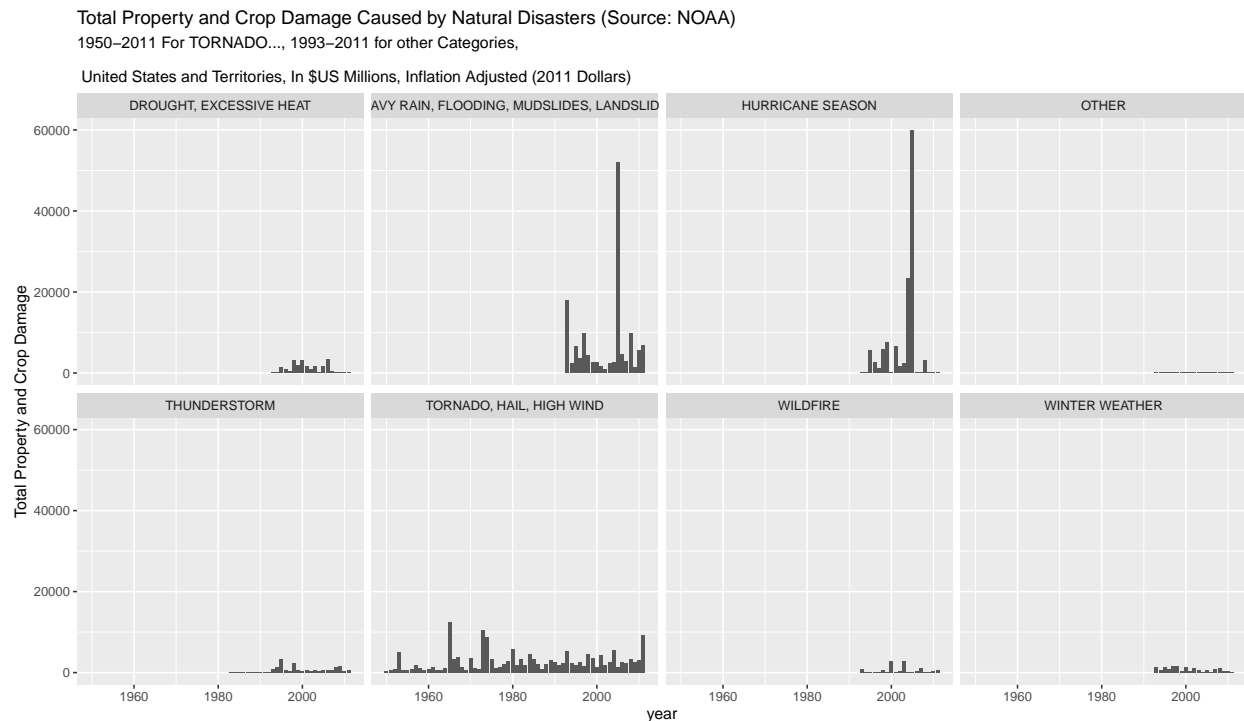 Total Property and Crop Damage Caused by Natural Disasters (Source: NOAA)
1950−2011 For TORNADO..., 1993−2011 for other Categories,
United States and Territories, In $US Millions, Inflation Adjusted (2011 Dollars)
DROUGHT, EXCESSIVE HEAT
AVY RAIN, FLOODING, MUDSLIDES, LANDSLID
HURRICANE SEASON
OTHER
60000
40000
20000
0
THUNDERSTORM
TORNADO, HAIL, HIGH WIND
WILDFIRE
WINTER WEATHER
60000
40000
20000
0
1960 1980 2000
1960 1980 2000
1960 1980 2000
1960 1980 2000
year
Total Property and Crop Damage